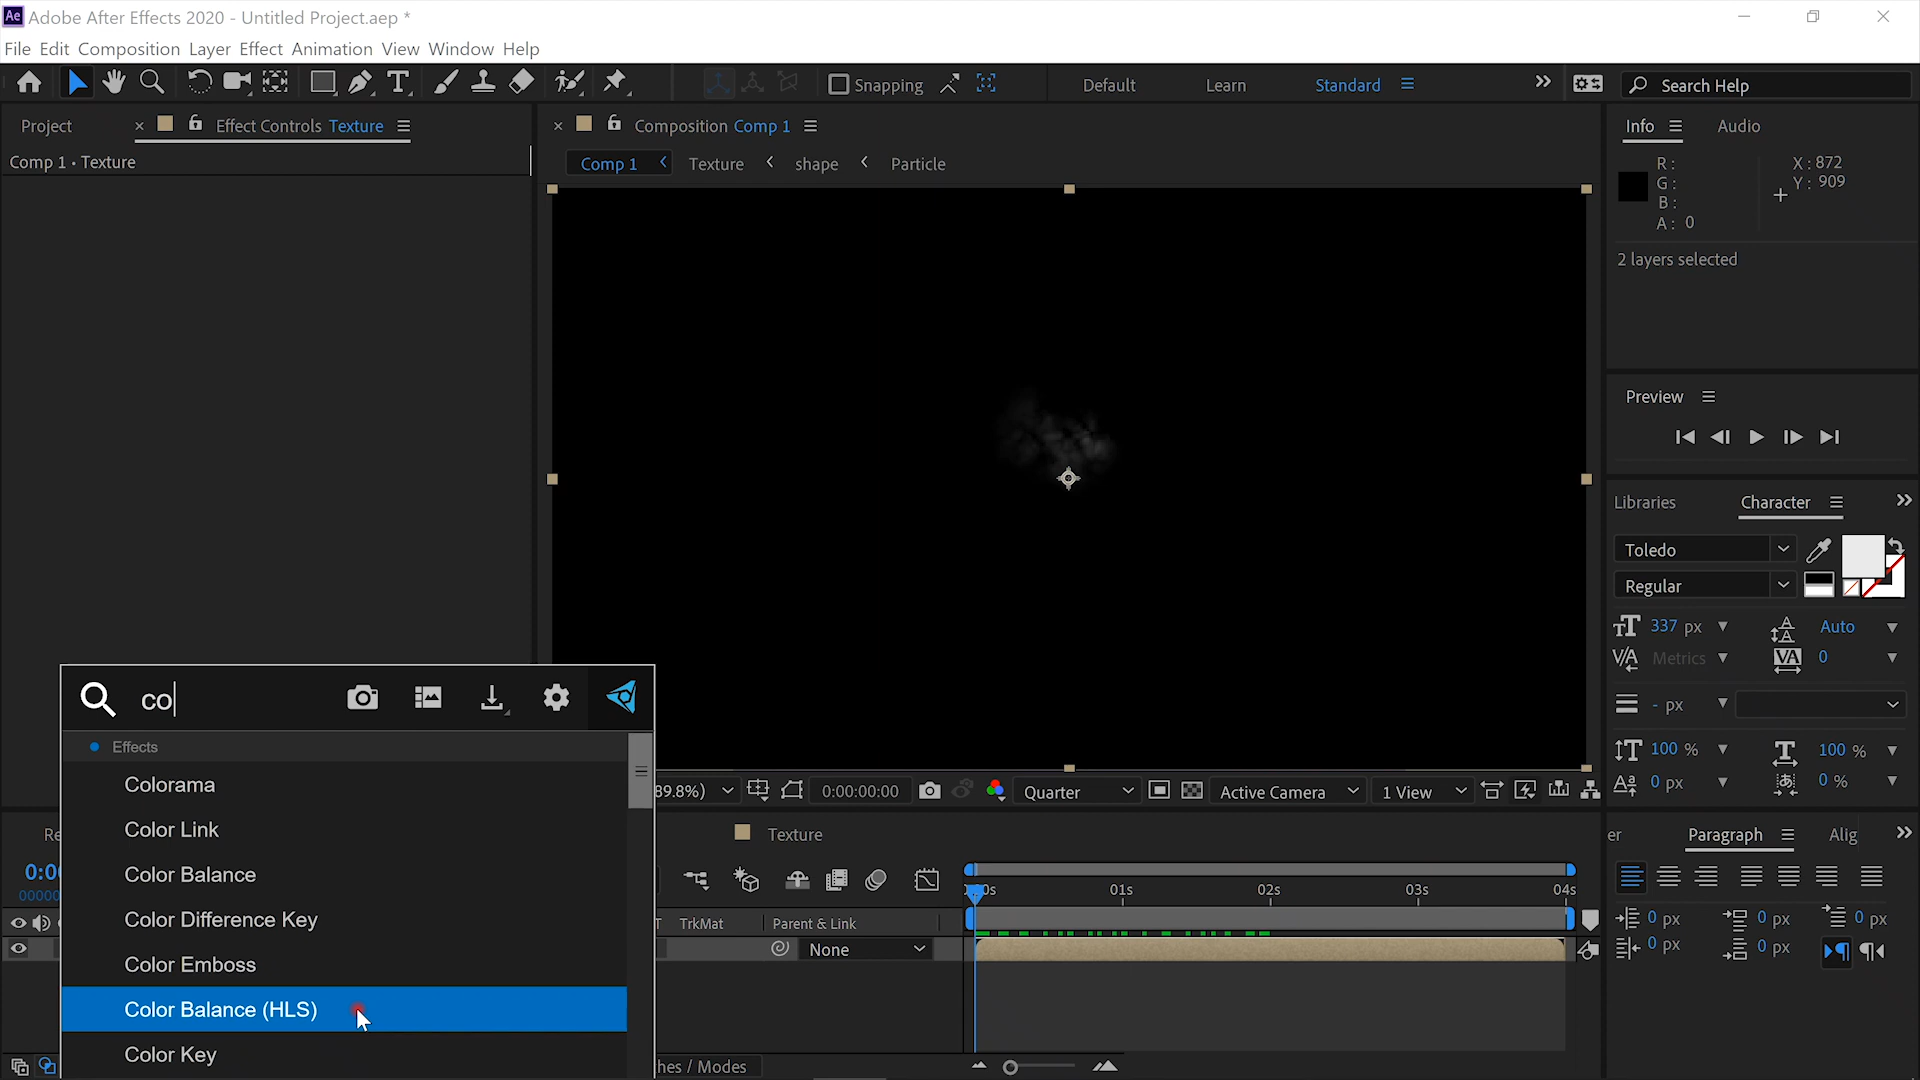 Ae Adobe After Effects 2020 - Untitled Project.aep *
File Edit Composition Layer Effect Animation View Window Help
Snapping Default Learn Standard Search Help
Project Effect Controls Texture
Comp 1 • Texture
Composition Comp 1
Comp 1 Texture shape Particle
Info Audio
R:
G:
B:
A: 0
X: 872
Y: 909
2 layers selected
Preview
Libraries Character
Toledo
Regular
337 px Auto
Metrics 0
- px
100 % 100 %
0 px 0 %
co
Effects
Colorama
Color Link
Color Balance
Color Difference Key
Color Emboss
Color Balance (HLS)
Color Key
89.8%) 0:00:00:00 Quarter Active Camera 1 View
Texture
01s 02s 03s 04s
TrkMat Parent & Link
None
hes / Modes
er Paragraph Alig
0 px 0 px 0 px
0 px 0 px